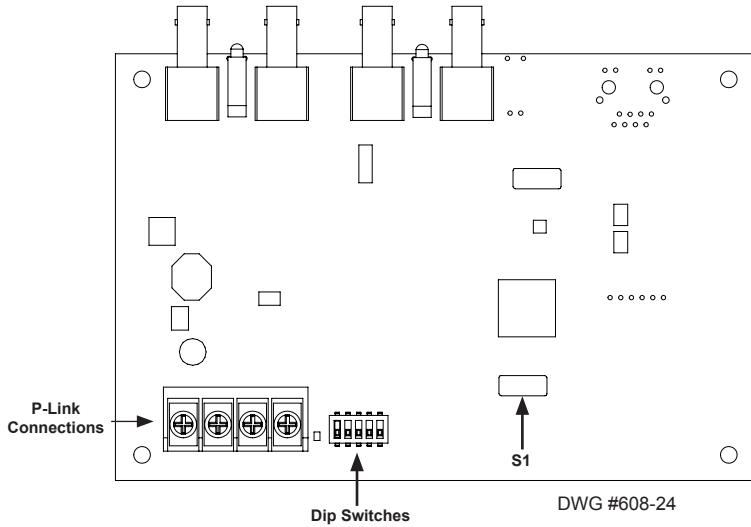 P-Link
Connections
S1
Dip Switches
DWG #608-24